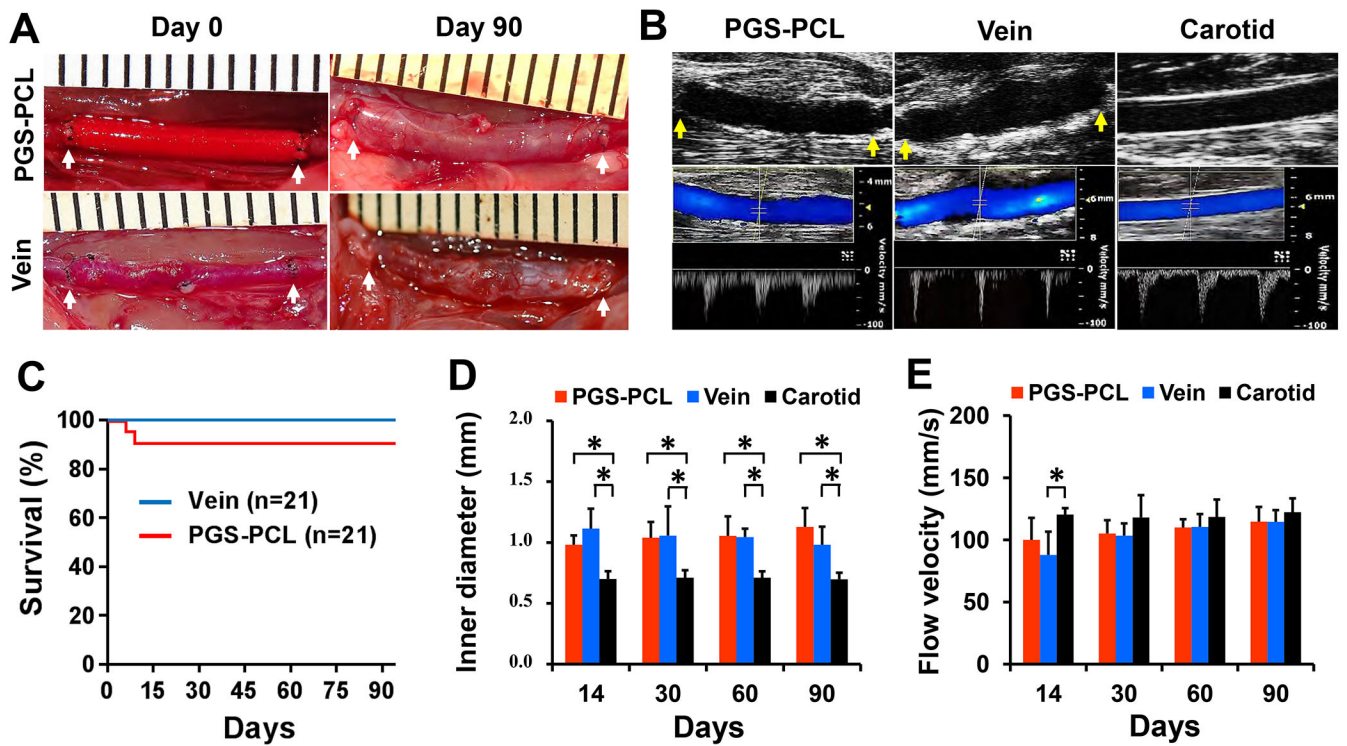 A
Day 0
Day 90
PGS-PCL
Vein
B
PGS-PCL
Vein
Carotid
4 mm
6
Velocity mm/s
0
-100
6mm
8
Velocity mm/s
0
-100
6mm
8
Velocity mm/s
0
-100
C
Survival (%)
100
80
60
40
20
0
Vein (n=21)
PGS-PCL (n=21)
0 15 30 45 60 75 90
Days
D
PGS-PCL Vein Carotid
Inner diameter (mm)
2.0
1.5
1.0
0.5
0.0
* * * *
* * * *
14 30 60 90
Days
E
PGS-PCL Vein Carotid
Flow velocity (mm/s)
200
150
100
50
0
*
14 30 60 90
Days